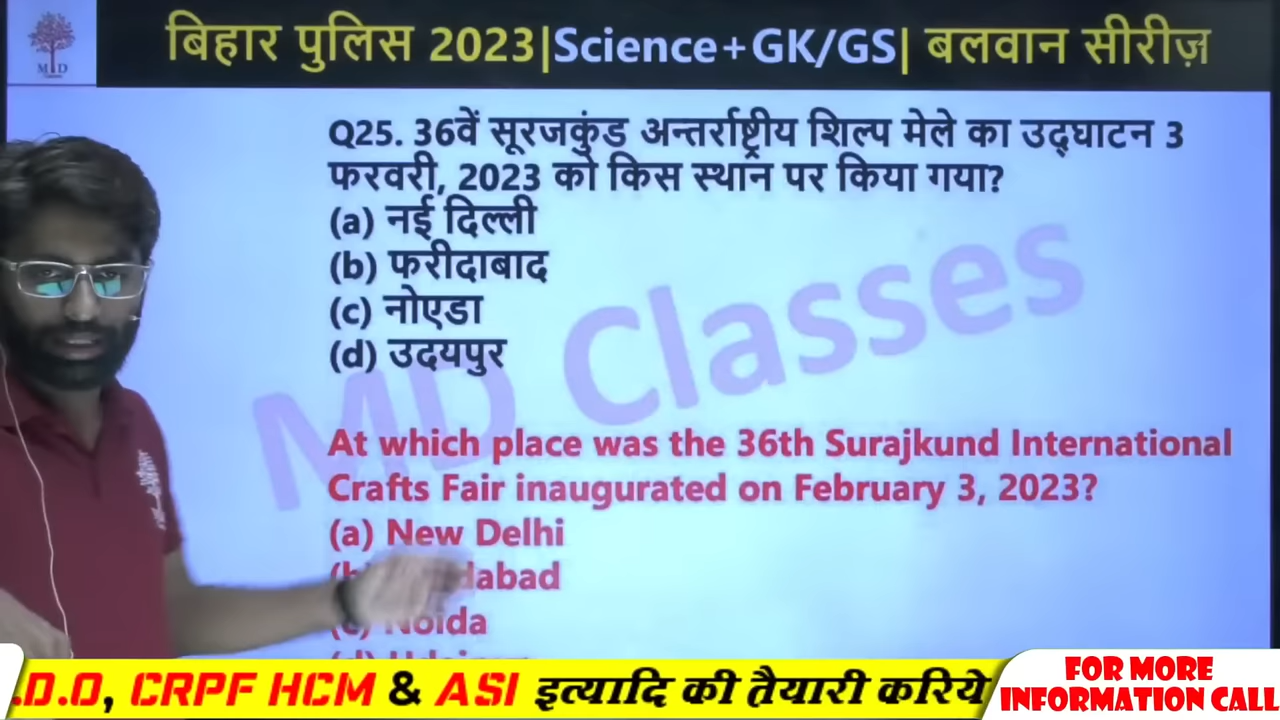 बिहार पुलिस 2023|Science+GK/GS| बलवान सीरीज़
MD
Q25. 36वें सूरजकुंड अन्तर्राष्ट्रीय शिल्प मेले का उद्घाटन 3
फरवरी, 2023 को किस स्थान पर किया गया?
(a) नई दिल्ली
(b) फरीदाबाद
(c) नोएडा
(d) उदयपुर
MD Classes
At which place was the 36th Surajkund International
Crafts Fair inaugurated on February 3, 2023?
(a) New Delhi
dabad
(c) Noida
.D.O, CRPF HCM & ASI इत्यादि की तैयारी करिये
FOR MORE
INFORMATION CALL